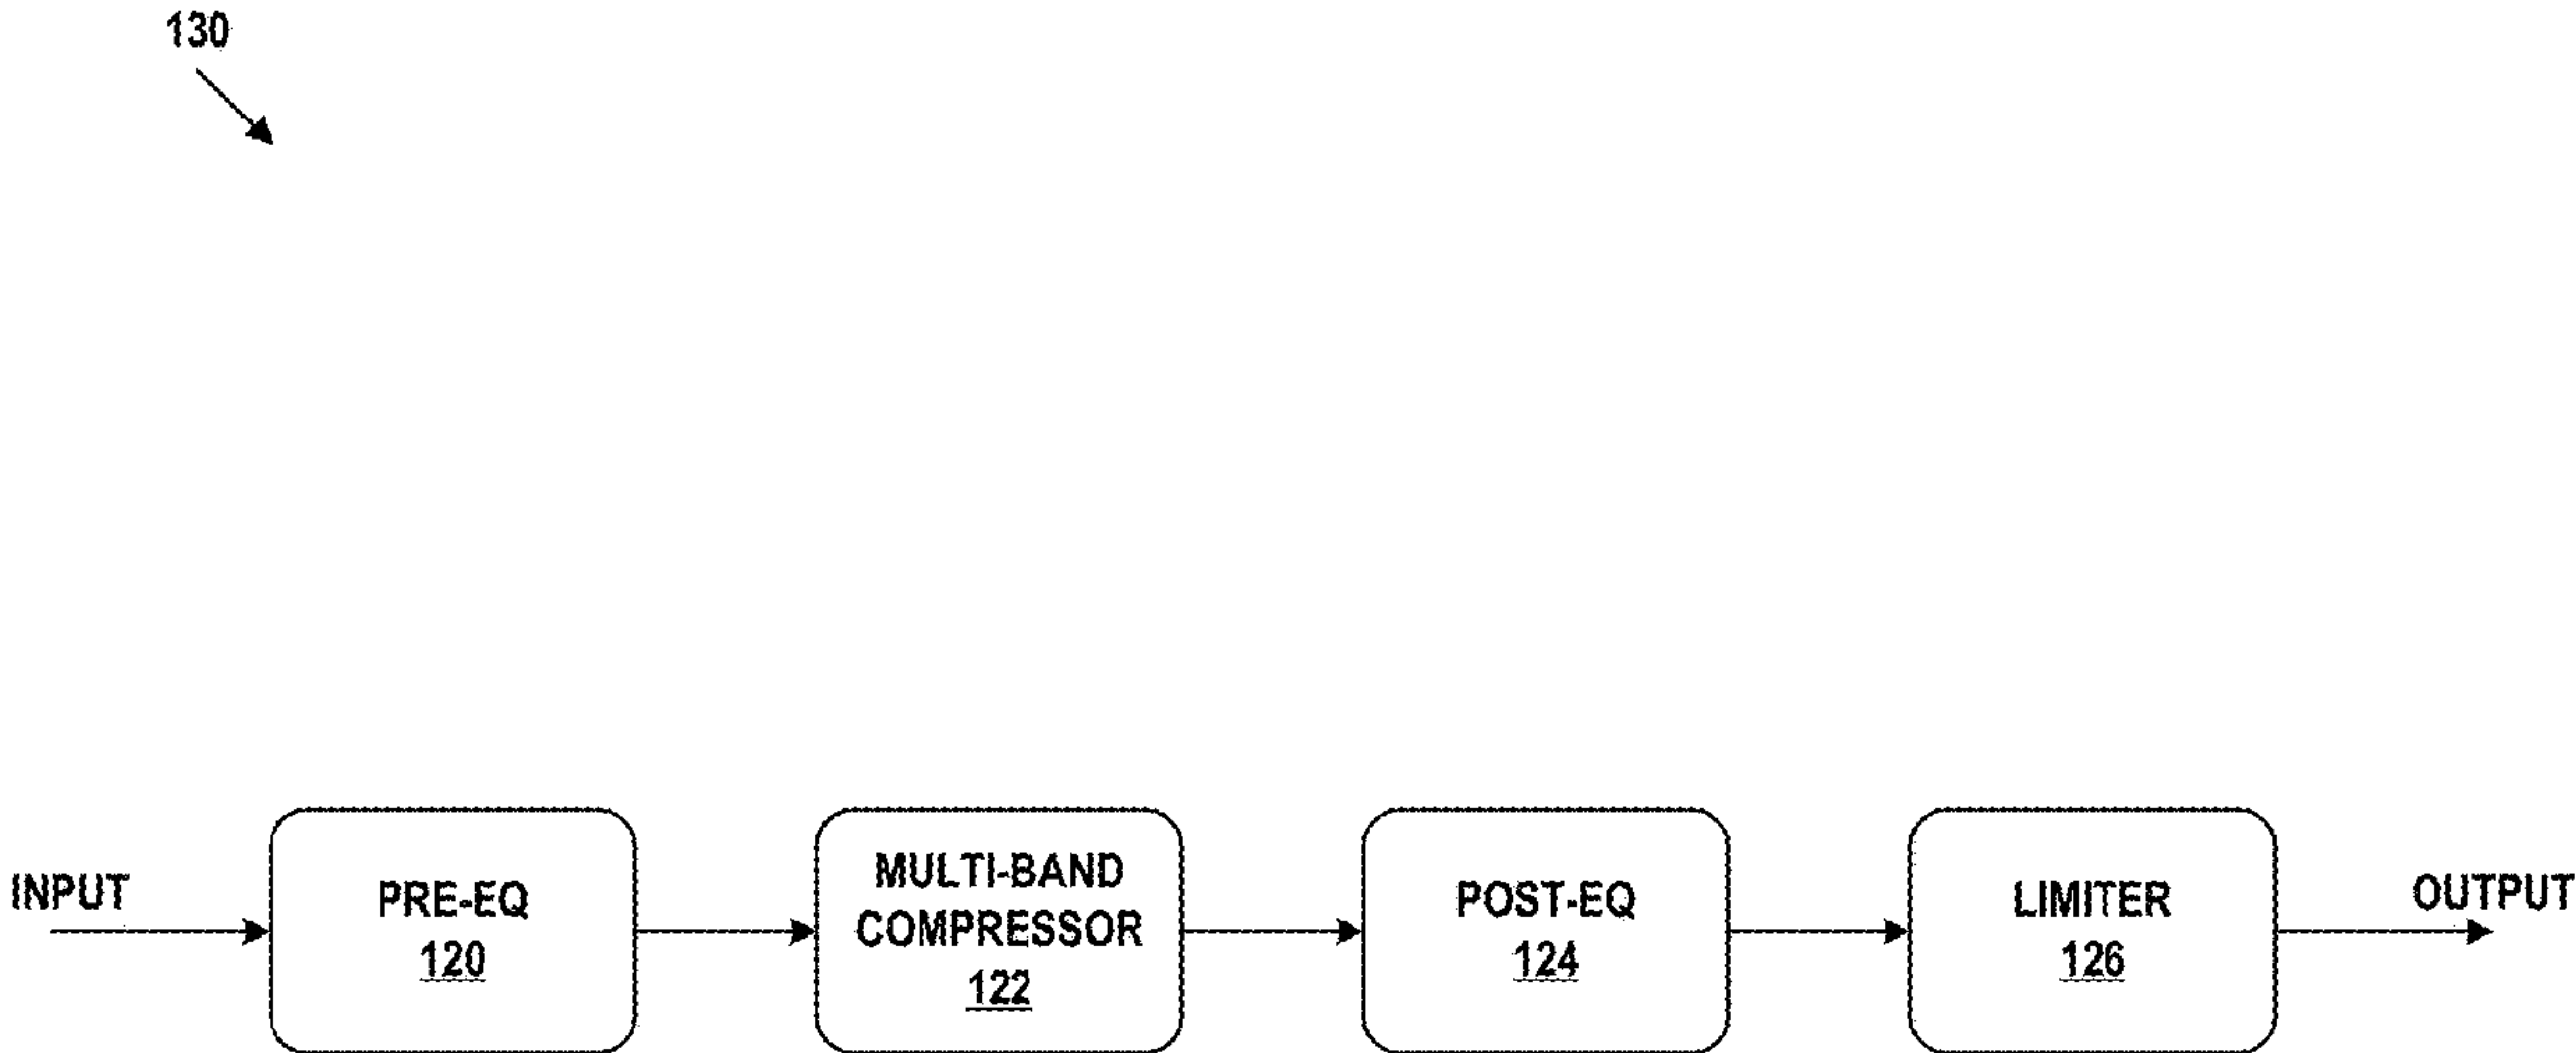 130
INPUT
PRE-EQ
120
MULTI-BAND
COMPRESSOR
122
POST-EQ
124
LIMITER
126
OUTPUT